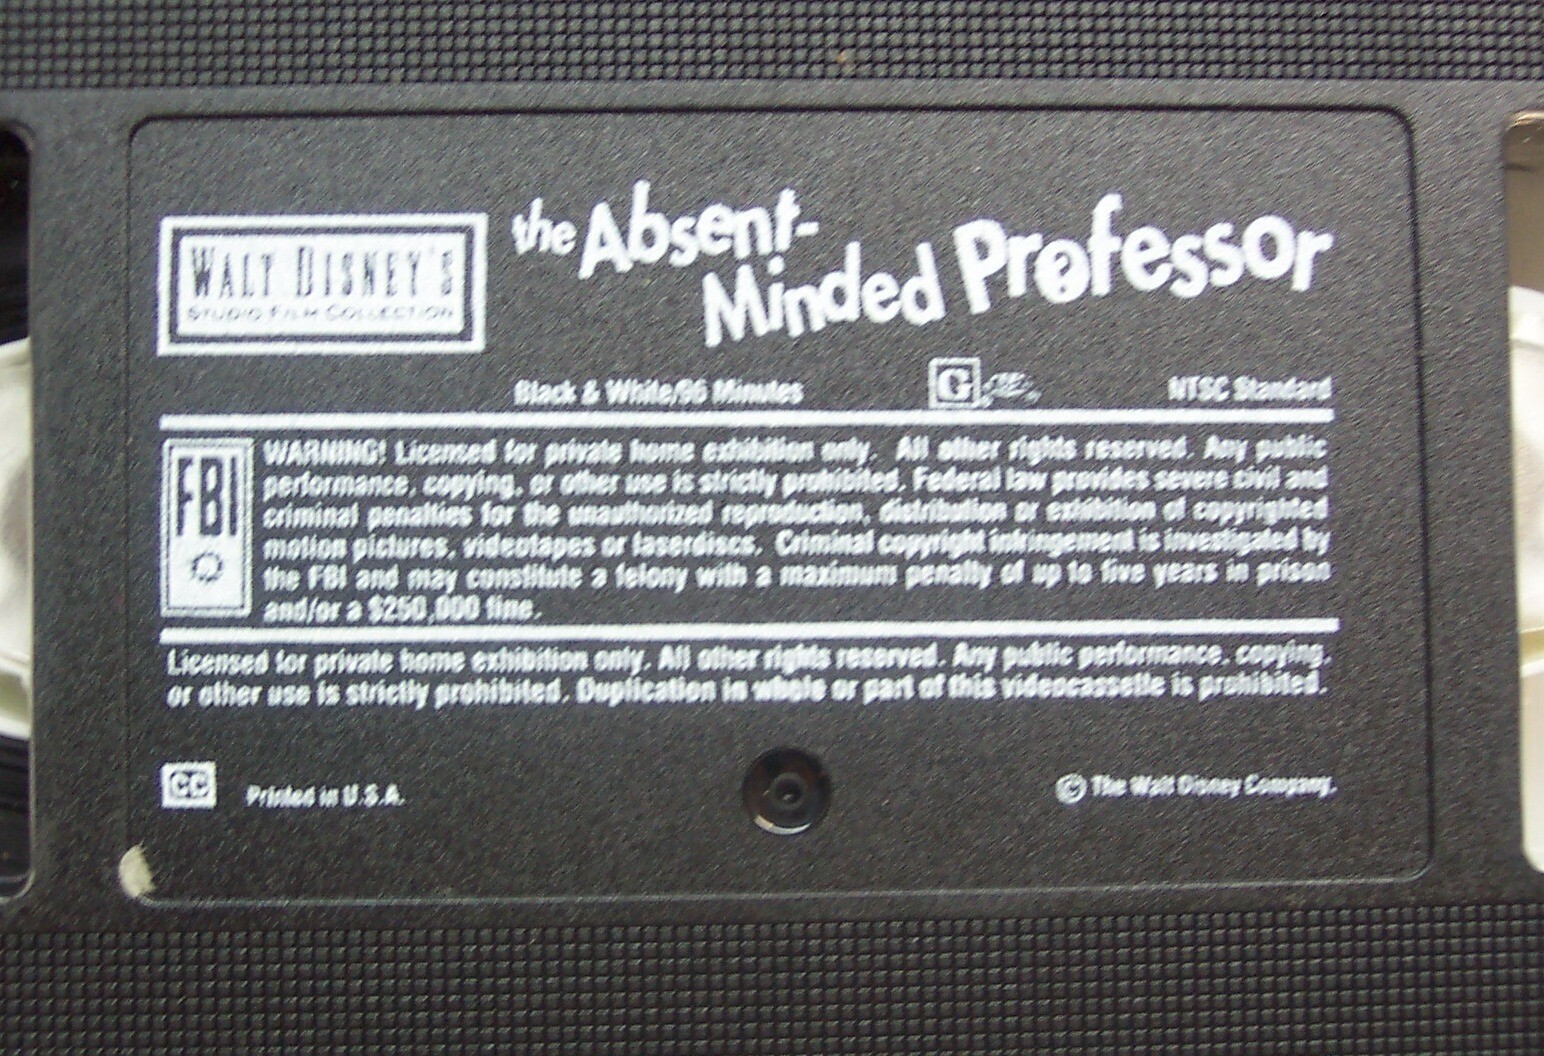 WALT DISNEY'S
STUDIO FILM COLLECTION
the Absent-
Minded Professor
Black & White/96 Minutes
G
NTSC Standard
FBI
WARNING! Licensed for private home exhibition only. All other rights reserved. Any public
performance, copying, or other use is strictly prohibited. Federal law provides severe civil and
criminal penalties for the unauthorized reproduction, distribution or exhibition of copyrighted
motion pictures, videotapes or laserdiscs. Criminal copyright infringement is investigated by
the FBI and may constitute a felony with a maximum penalty of up to five years in prison
and/or a $250,000 fine.
Licensed for private home exhibition only. All other rights reserved. Any public performance, copying,
or other use is strictly prohibited. Duplication in whole or part of this videocassette is prohibited.
CC
Printed in U.S.A.
© The Walt Disney Company.